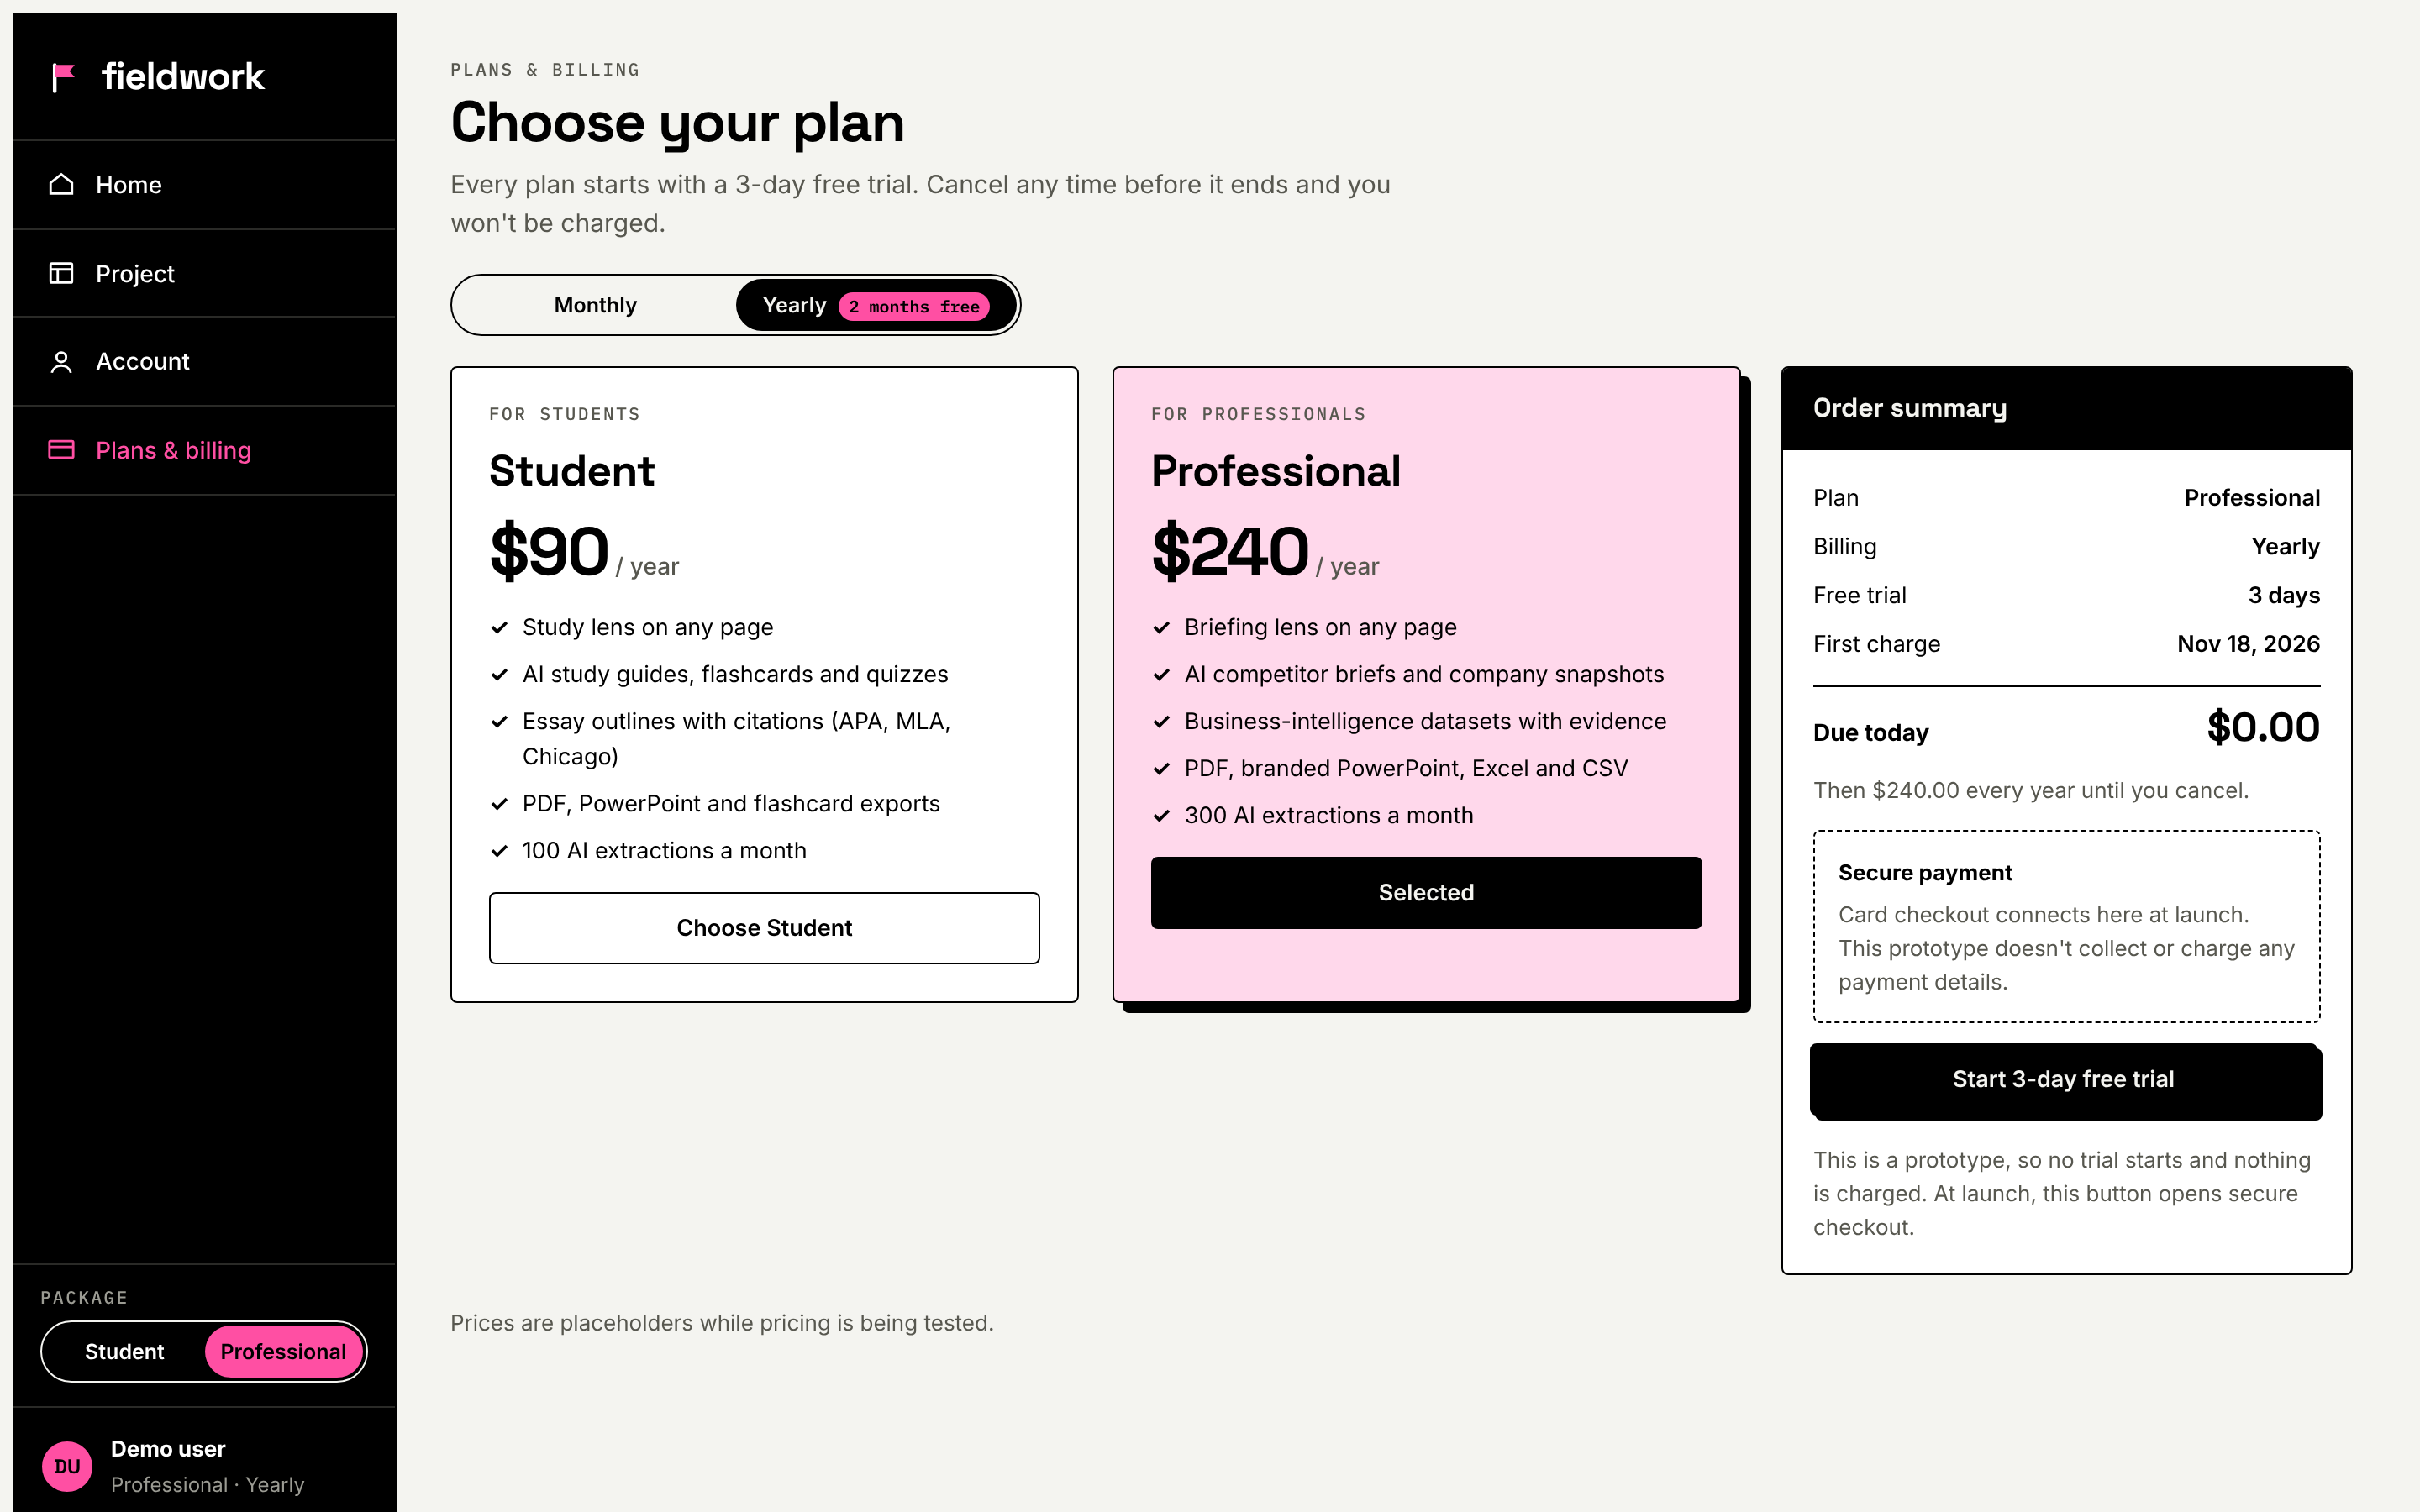 fieldwork
Home
Project
Account
Plans & billing
PACKAGE
Student
Professional
DU
Demo user
Professional · Yearly
PLANS & BILLING
Choose your plan
Every plan starts with a 3-day free trial. Cancel any time before it ends and you
won't be charged.
Monthly
Yearly 2 months free
FOR STUDENTS
Student
$90 / year
Study lens on any page
AI study guides, flashcards and quizzes
Essay outlines with citations (APA, MLA,
Chicago)
PDF, PowerPoint and flashcard exports
100 AI extractions a month
Choose Student
FOR PROFESSIONALS
Professional
$240 / year
Briefing lens on any page
AI competitor briefs and company snapshots
Business-intelligence datasets with evidence
PDF, branded PowerPoint, Excel and CSV
300 AI extractions a month
Selected
Order summary
Plan Professional
Billing Yearly
Free trial 3 days
First charge Nov 18, 2026
Due today $0.00
Then $240.00 every year until you cancel.
Secure payment
Card checkout connects here at launch.
This prototype doesn't collect or charge any
payment details.
Start 3-day free trial
This is a prototype, so no trial starts and nothing
is charged. At launch, this button opens secure
checkout.
Prices are placeholders while pricing is being tested.